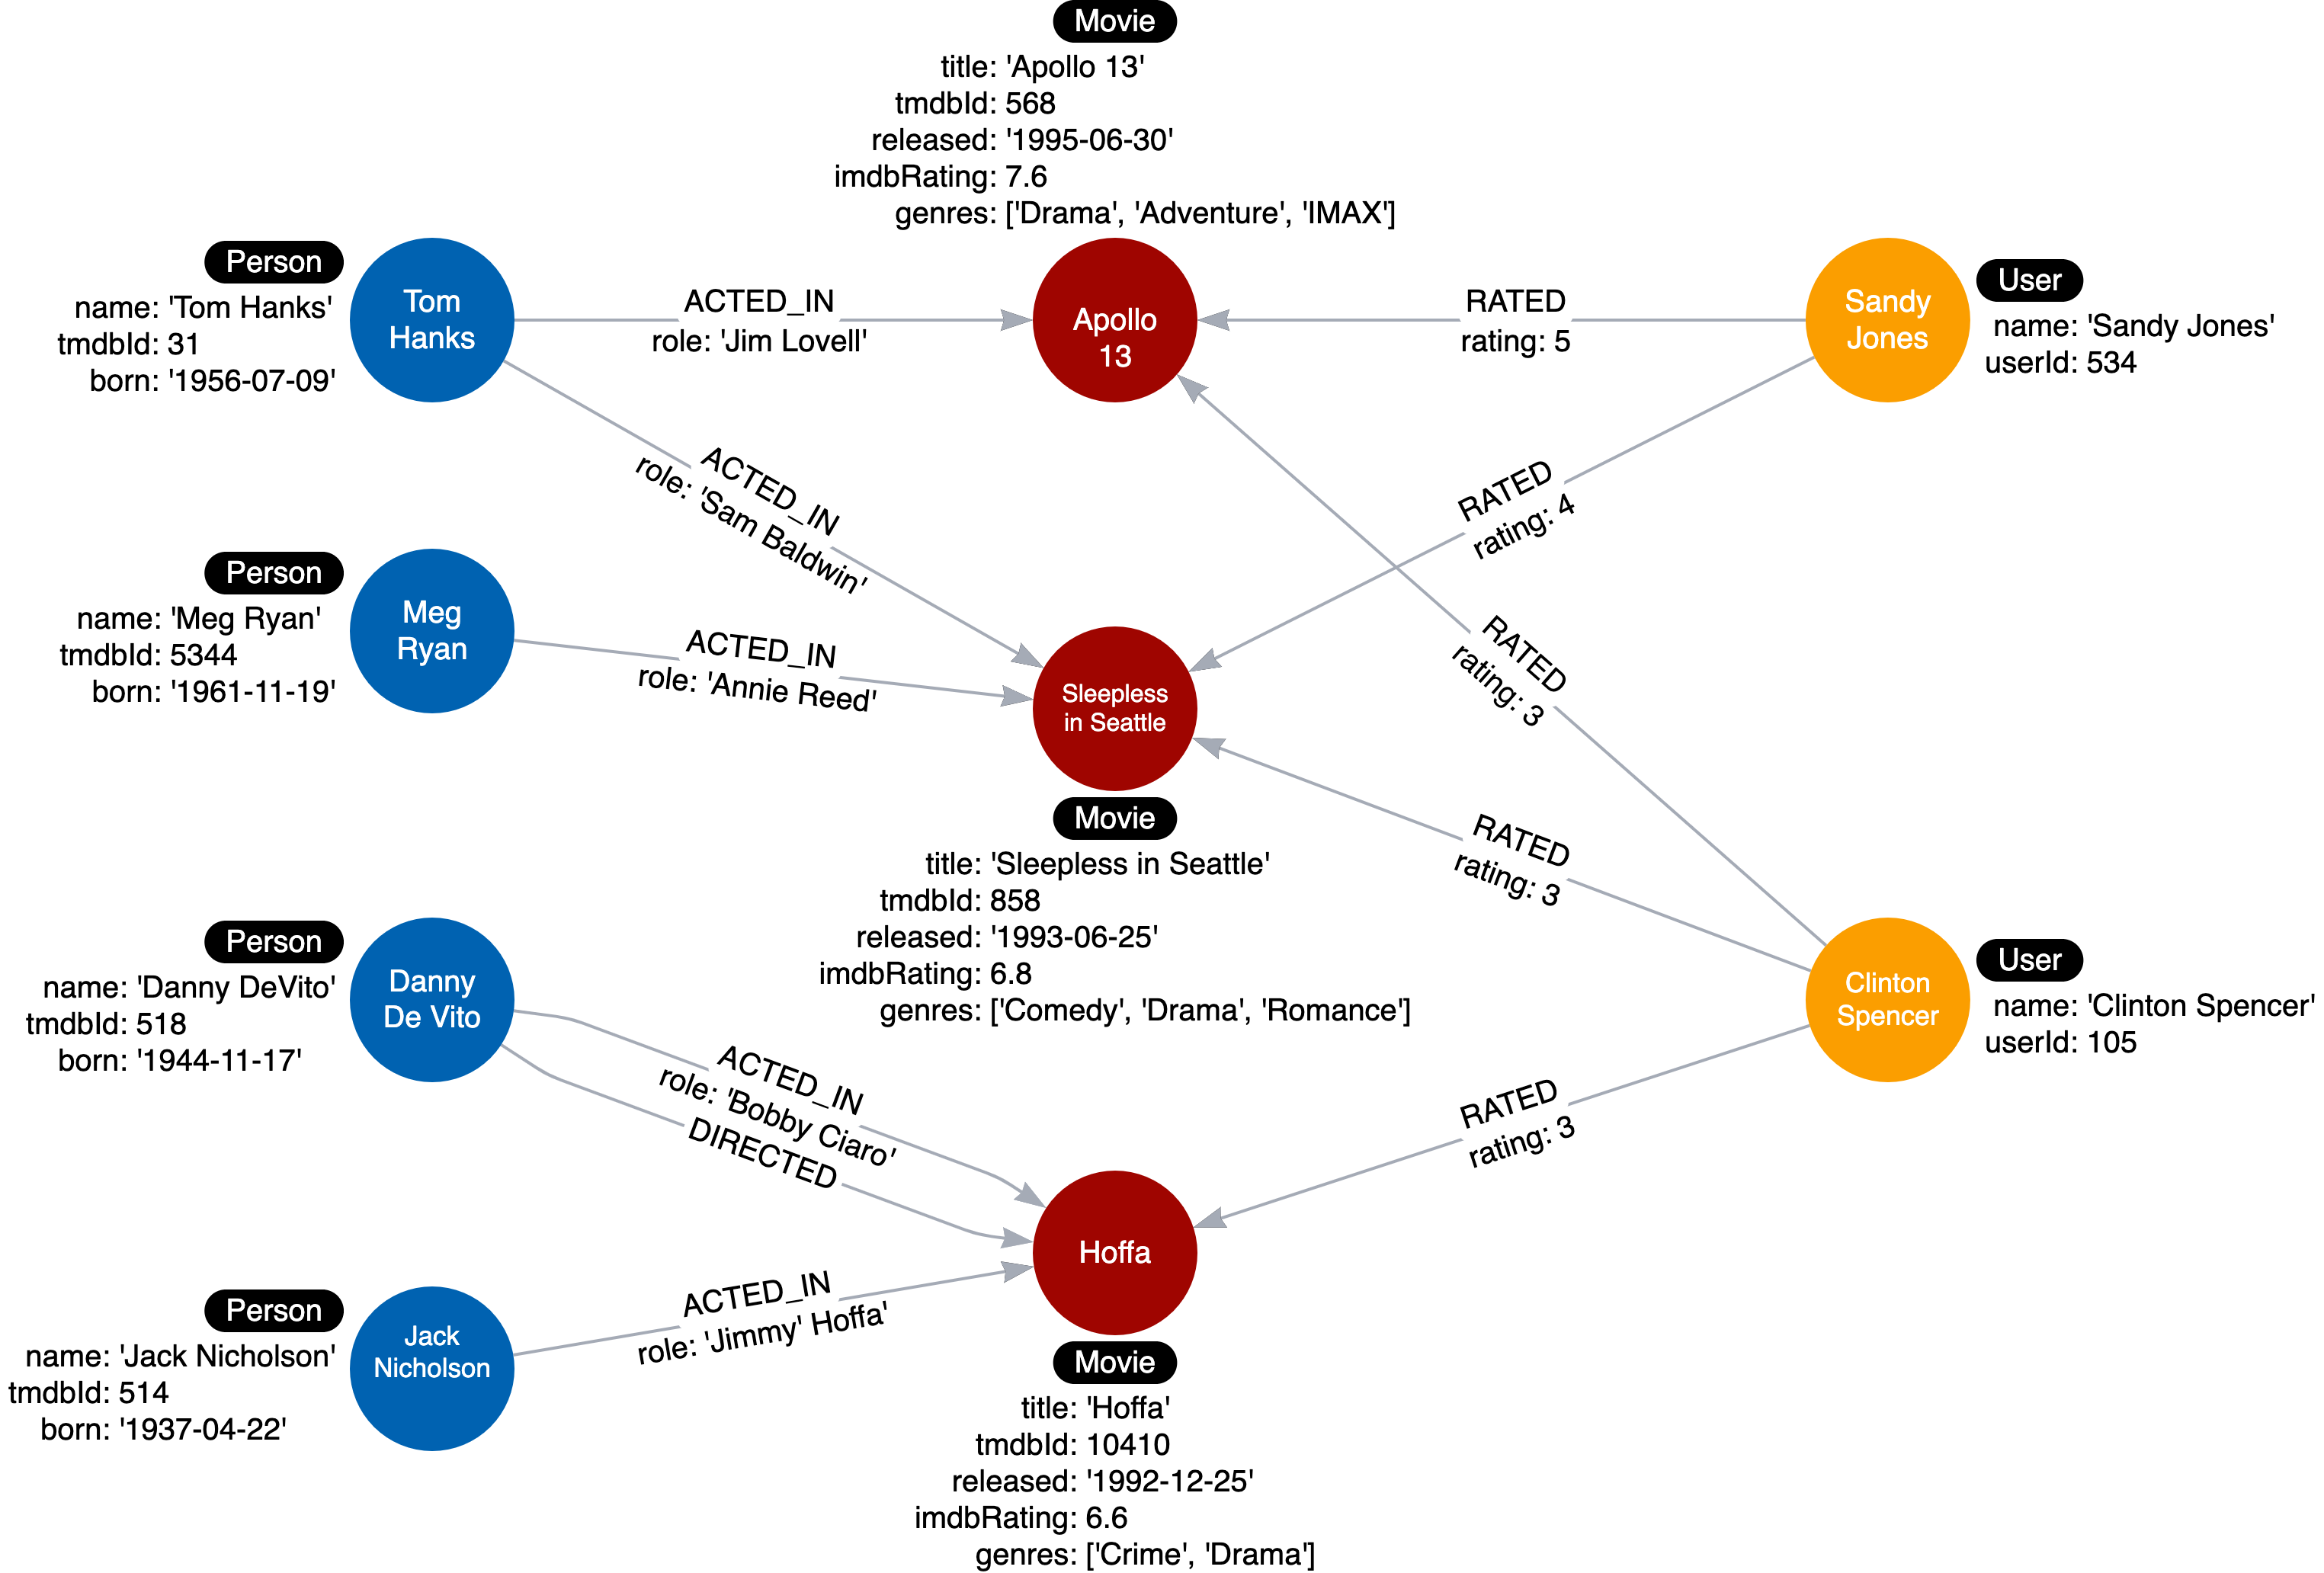 Movie
title: 'Apollo 13'
tmdbId: 568
released: '1995-06-30'
imdbRating: 7.6
genres: ['Drama', 'Adventure', 'IMAX']
Person
name: 'Tom Hanks'
tmdbId: 31
born: '1956-07-09'
Tom
Hanks
ACTED_IN
role: 'Jim Lovell'
Apollo
13
RATED
rating: 5
Sandy
Jones
User
name: 'Sandy Jones'
userId: 534
ACTED_IN
role: 'Sam Baldwin'
RATED
rating: 4
Person
name: 'Meg Ryan'
tmdbId: 5344
born: '1961-11-19'
Meg
Ryan
ACTED_IN
role: 'Annie Reed'
Sleepless
in Seattle
RATED
rating: 3
Movie
title: 'Sleepless in Seattle'
tmdbId: 858
released: '1993-06-25'
imdbRating: 6.8
genres: ['Comedy', 'Drama', 'Romance']
RATED
rating: 3
Person
name: 'Danny DeVito'
tmdbId: 518
born: '1944-11-17'
Danny
De Vito
ACTED_IN
role: 'Bobby Ciaro'
DIRECTED
Clinton
Spencer
User
name: 'Clinton Spencer'
userId: 105
RATED
rating: 3
Hoffa
Person
name: 'Jack Nicholson'
tmdbId: 514
born: '1937-04-22'
Jack
Nicholson
ACTED_IN
role: 'Jimmy' Hoffa'
Movie
title: 'Hoffa'
tmdbId: 10410
released: '1992-12-25'
imdbRating: 6.6
genres: ['Crime', 'Drama']